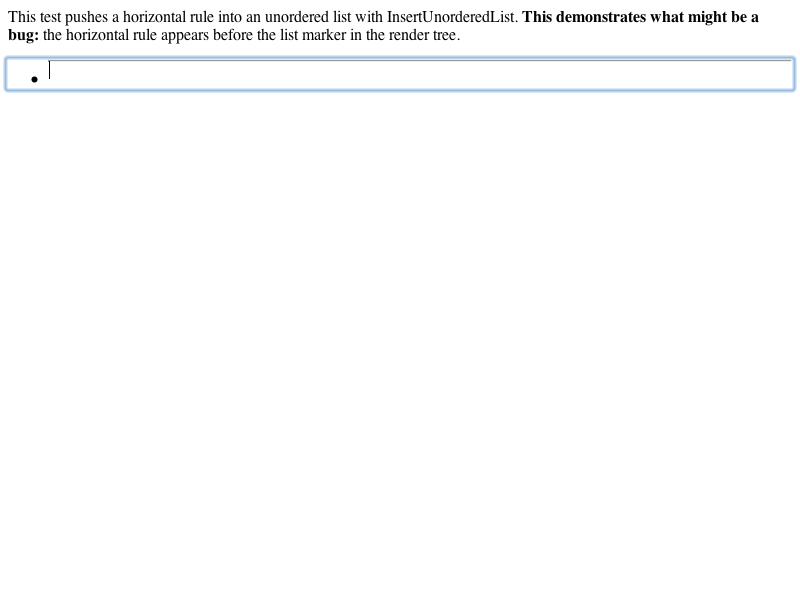 This test pushes a horizontal rule into an unordered list with InsertUnorderedList. This demonstrates what might be a
bug: the horizontal rule appears before the list marker in the render tree.